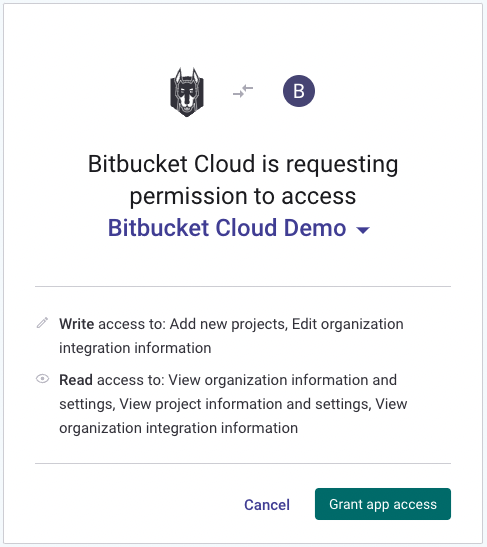 B
Bitbucket Cloud is requesting
permission to access
Bitbucket Cloud Demo
Write access to: Add new projects, Edit organization
integration information
Read access to: View organization information and
settings, View project information and settings, View
organization integration information
Cancel
Grant app access